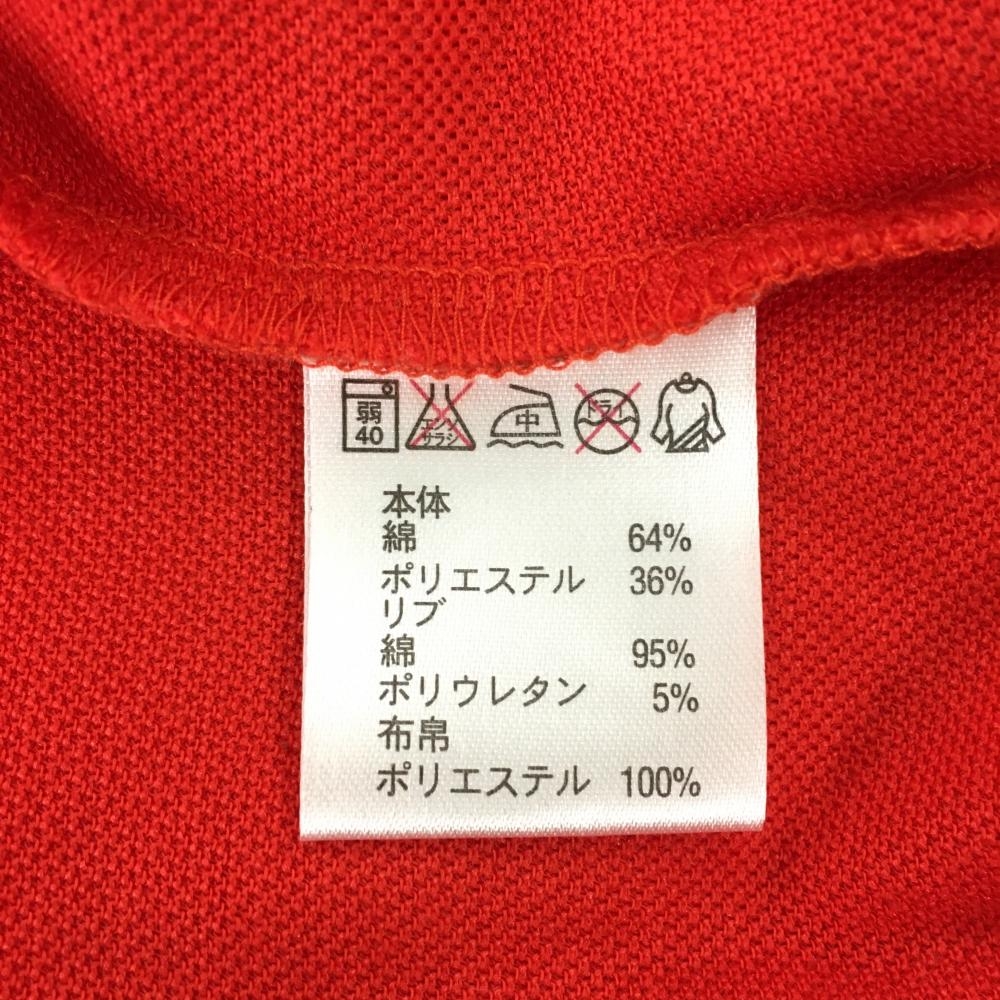 弱 エンソ 中 ドライ
40 サラシ
本体
綿 64%
ポリエステル 36%
リブ
綿 95%
ポリウレタン 5%
布帛
ポリエステル 100%